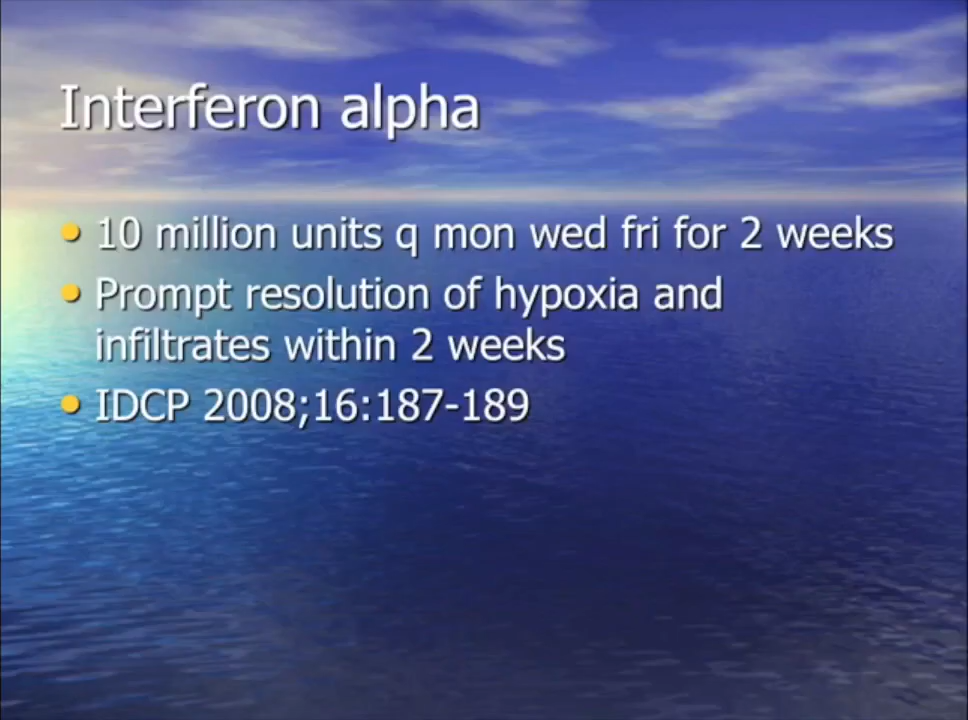 Interferon alpha
10 million units q mon wed fri for 2 weeks
Prompt resolution of hypoxia and
infiltrates within 2 weeks
IDCP 2008;16:187-189